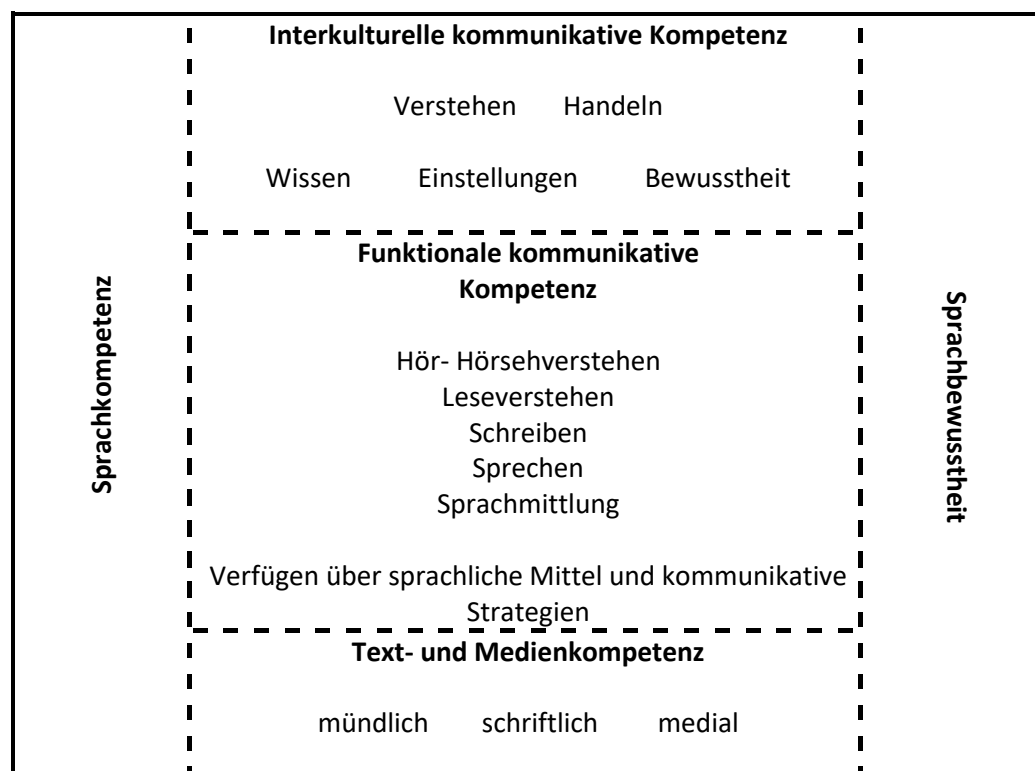 Interkulturelle kommunikative Kompetenz
Verstehen Handeln
Wissen Einstellungen Bewusstheit
Funktionale kommunikative
Kompetenz
Hör- Hörsehverstehen
Leseverstehen
Schreiben
Sprechen
Sprachmittlung
Verfügen über sprachliche Mittel und kommunikative
Strategien
Text- und Medienkompetenz
mündlich schriftlich medial
Sprachkompetenz
Sprachbewusstheit